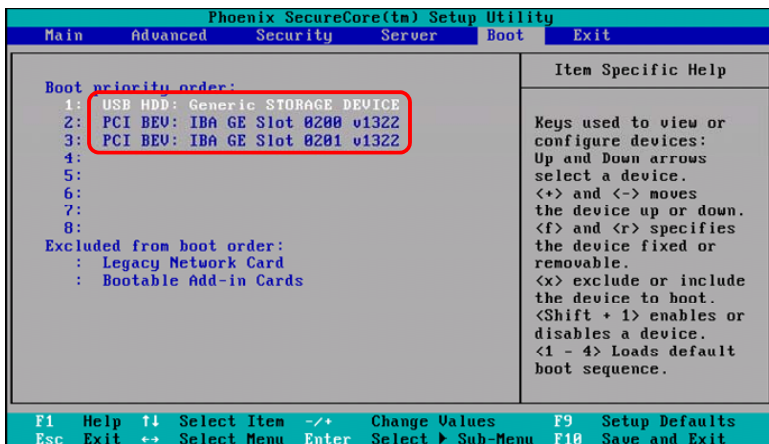 Phoenix SecureCore(tm) Setup Utility
Main Advanced Security Server Boot Exit
Item Specific Help
Boot priority order:
1: USB HDD: Generic STORAGE DEVICE
2: PCI BEV: IBA GE Slot 0200 v1322
3: PCI BEV: IBA GE Slot 0201 v1322
4:
5:
6:
7:
8:
Excluded from boot order:
: Legacy Network Card
: Bootable Add-in Cards
Keys used to view or
configure devices:
Up and Down arrows
select a device.
<+> and <-> moves
the device up or down.
<f> and <r> specifies
the device fixed or
removable.
<x> exclude or include
the device to boot.
<Shift + 1> enables or
disables a device.
<1 - 4> Loads default
boot sequence.
F1 Help ↑↓ Select Item -/+ Change Values F9 Setup Defaults
Esc Exit ↔ Select Menu Enter Select ▶ Sub-Menu F10 Save and Exit